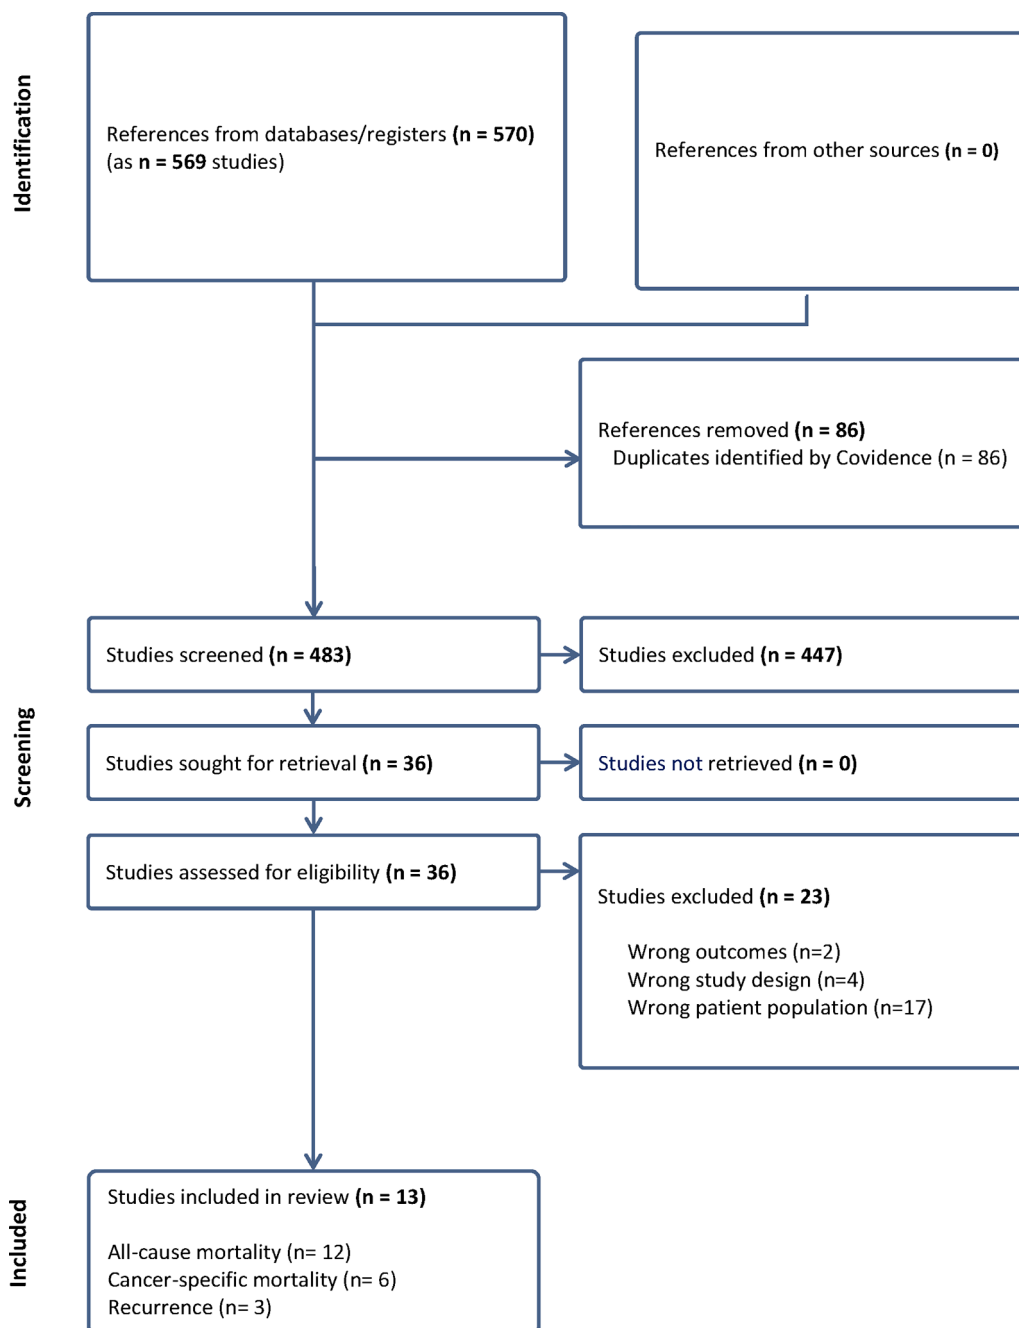 Identification
References from databases/registers (n = 570)
(as n = 569 studies)
References from other sources (n = 0)
References removed (n = 86)
Duplicates identified by Covidence (n = 86)
Screening
Studies screened (n = 483)
Studies excluded (n = 447)
Studies sought for retrieval (n = 36)
Studies not retrieved (n = 0)
Studies assessed for eligibility (n = 36)
Studies excluded (n = 23)
Wrong outcomes (n=2)
Wrong study design (n=4)
Wrong patient population (n=17)
Included
Studies included in review (n = 13)
All-cause mortality (n= 12)
Cancer-specific mortality (n= 6)
Recurrence (n= 3)